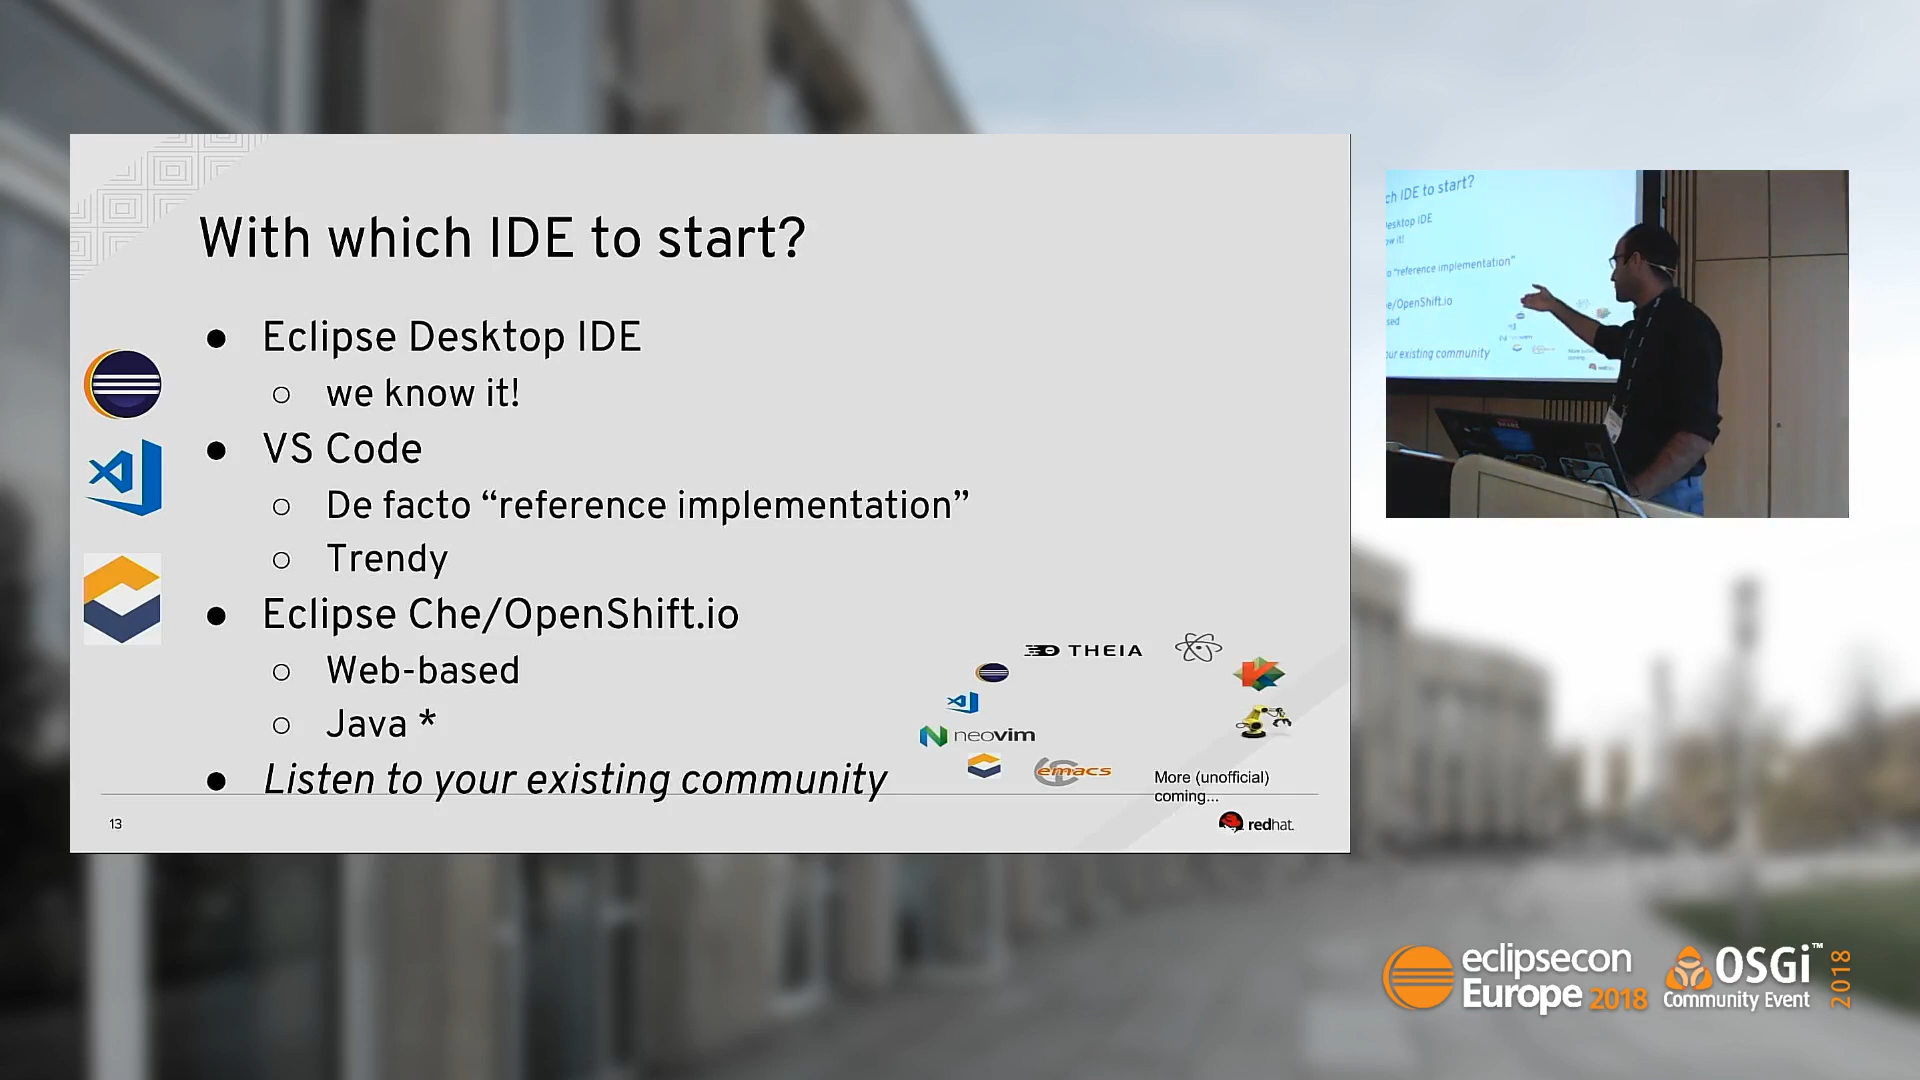 With which IDE to start?
● Eclipse Desktop IDE
○ we know it!
● VS Code
○ De facto “reference implementation”
○ Trendy
● Eclipse Che/OpenShift.io
○ Web-based
○ Java *
● Listen to your existing community
THEIA
neovim
emacs
More (unofficial)
coming...
13
redhat.
ch IDE to start?
Desktop IDE
ow it!
o “reference implementation”
e/OpenShift.io
sed
our existing community
eclipsecon
Europe 2018
OSGi™
Community Event
2018